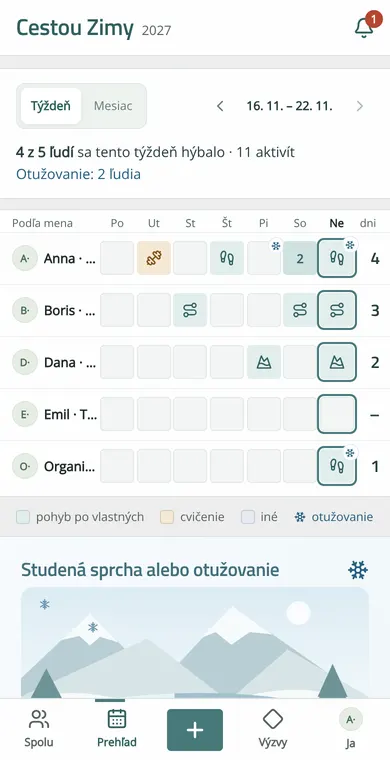 Cestou Zimy 2027
1
Týždeň Mesiac
16. 11. – 22. 11.
4 z 5 ľudí sa tento týždeň hýbalo · 11 aktivít
Otužovanie: 2 ľudia
Podľa mena Po Ut St Št Pi So Ne dni
A· Anna · ... 2 4
B· Boris · ... 3
D· Dana · ... 2
E· Emil · T... –
O· Organi... 1
pohyb po vlastných cvičenie iné otužovanie
Studená sprcha alebo otužovanie
Spolu Prehľad + Výzvy A· Ja